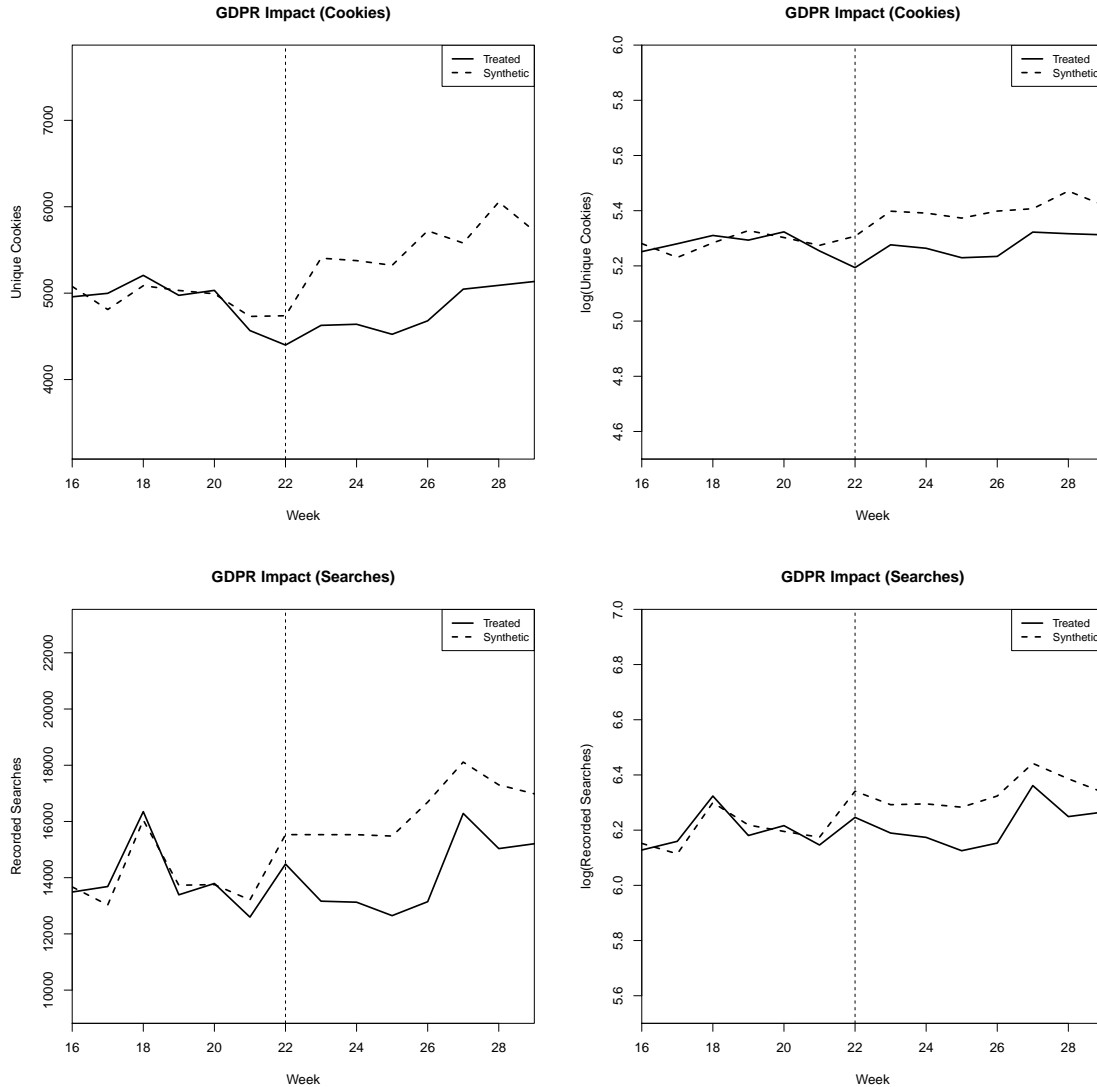 GDPR Impact (Cookies)
Treated
Synthetic
Unique Cookies
7000
6000
5000
4000
16 18 20 22 24 26 28
Week
GDPR Impact (Cookies)
Treated
Synthetic
log(Unique Cookies)
6.0
5.8
5.6
5.4
5.2
5.0
4.8
4.6
16 18 20 22 24 26 28
Week
GDPR Impact (Searches)
Treated
Synthetic
Recorded Searches
22000
20000
18000
16000
14000
12000
10000
16 18 20 22 24 26 28
Week
GDPR Impact (Searches)
Treated
Synthetic
log(Recorded Searches)
7.0
6.8
6.6
6.4
6.2
6.0
5.8
5.6
16 18 20 22 24 26 28
Week